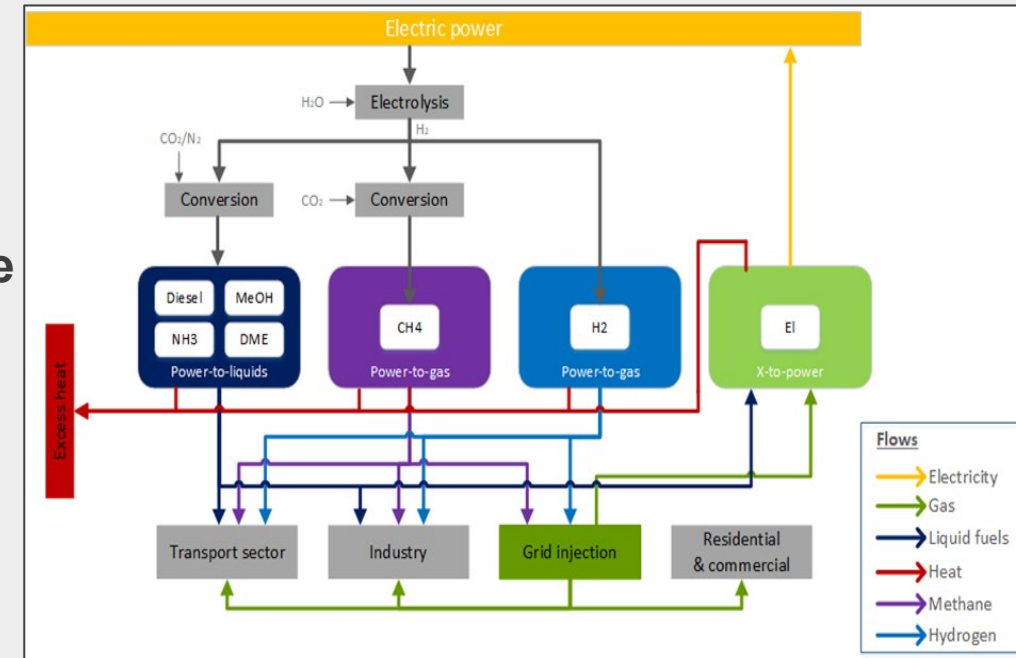 Electric power
H₂O
Electrolysis
H₂
CO₂/N₂
Conversion
CO₂
Conversion
e
Diesel
MeOH
NH3
DME
Power-to-liquids
CH4
Power-to-gas
H2
Power-to-gas
El
X-to-power
Excess heat
Flows
Electricity
Gas
Liquid fuels
Heat
Methane
Hydrogen
Transport sector
Industry
Grid injection
Residential
& commercial